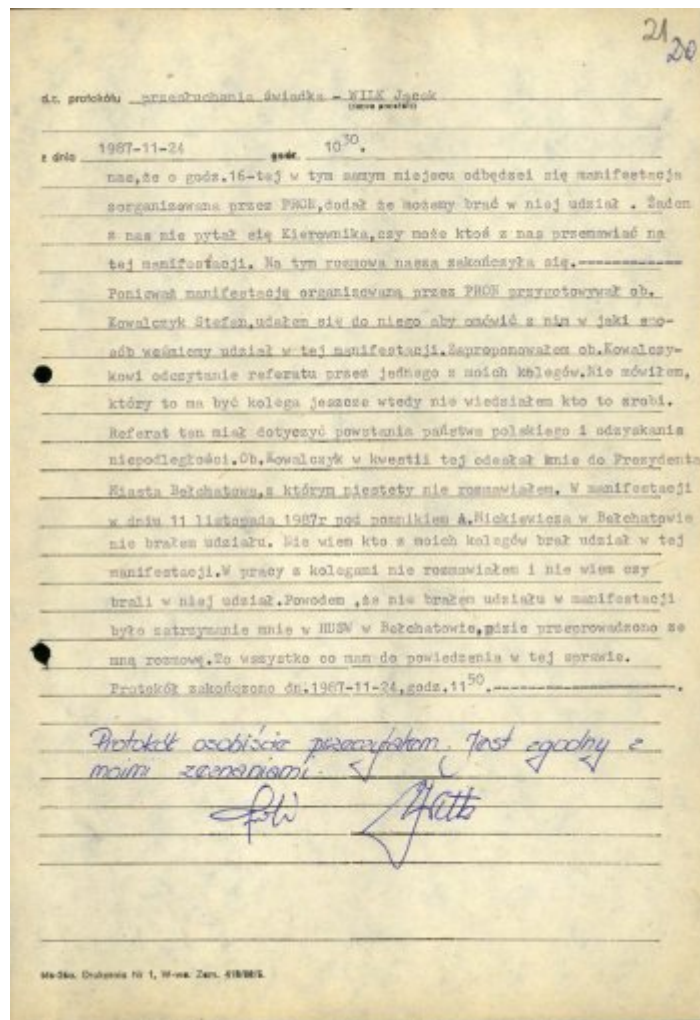 21
20
d.c. protokółu przesłuchania świadka - WILK Jacek
z dnia 1987-11-24 godz. 10³⁰.
nas,że o godz.16-tej w tym samym miejscu odbędzei się manifestacja
zorganizowana przez PRON,dodał że możemy brać w niej udział . Żaden
z nas nie pytał się Kierownika,czy może ktoś z nas przemawiać na
tej manifestacji. Na tym rozmowa nasza zakończyła się.-----------
Ponieważ manifestację organizowaną przez PRON przygotowywał ob.
Kowalczyk Stefan,udałem się do niego aby omówić z nim w jaki spo-
sób weźmiemy udział w tej manifestacji.Zaproponowałem ob.Kowalczy-
kowi odczytanie referatu przez jednego z moich kolegów.Nie mówiłem,
który to ma być kolega jeszcze wtedy nie wiedziałem kto to zrobi.
Referat ten miał dotyczyć powstania państwa polskiego i odzyskania
niepodległości.Ob.Kowalczyk w kwestii tej odesłał mnie do Prezydenta
Miasta Bełchatowa,z którym niestety nie rozmawiałem. W manifestacji
w dniu 11 listopada 1987r pod pomnikiem A.Mickiewicza w Bełchatowie
nie brałem udziału. Nie wiem kto z moich kolegów brał udział w tej
manifestacji.W pracy z kolegami nie rozmawiałem i nie wiem czy
brali w niej udział.Powodem ,że nie brałem udziału w manifestacji
było zatrzymanie mnie w RUSW w Bełchatowie,gdzie przeprowadzono ze
mną rozmowę.To wszystko co mam do powiedzenia w tej sprawie.
Protokół zakończono dn.1987-11-24,godz.11⁵⁰.-------------------.
Protokół osobiście przeczytałem. Jest zgodny z
moimi zeznaniami.
Drukarnia Nr 1, W-wa. Zam.